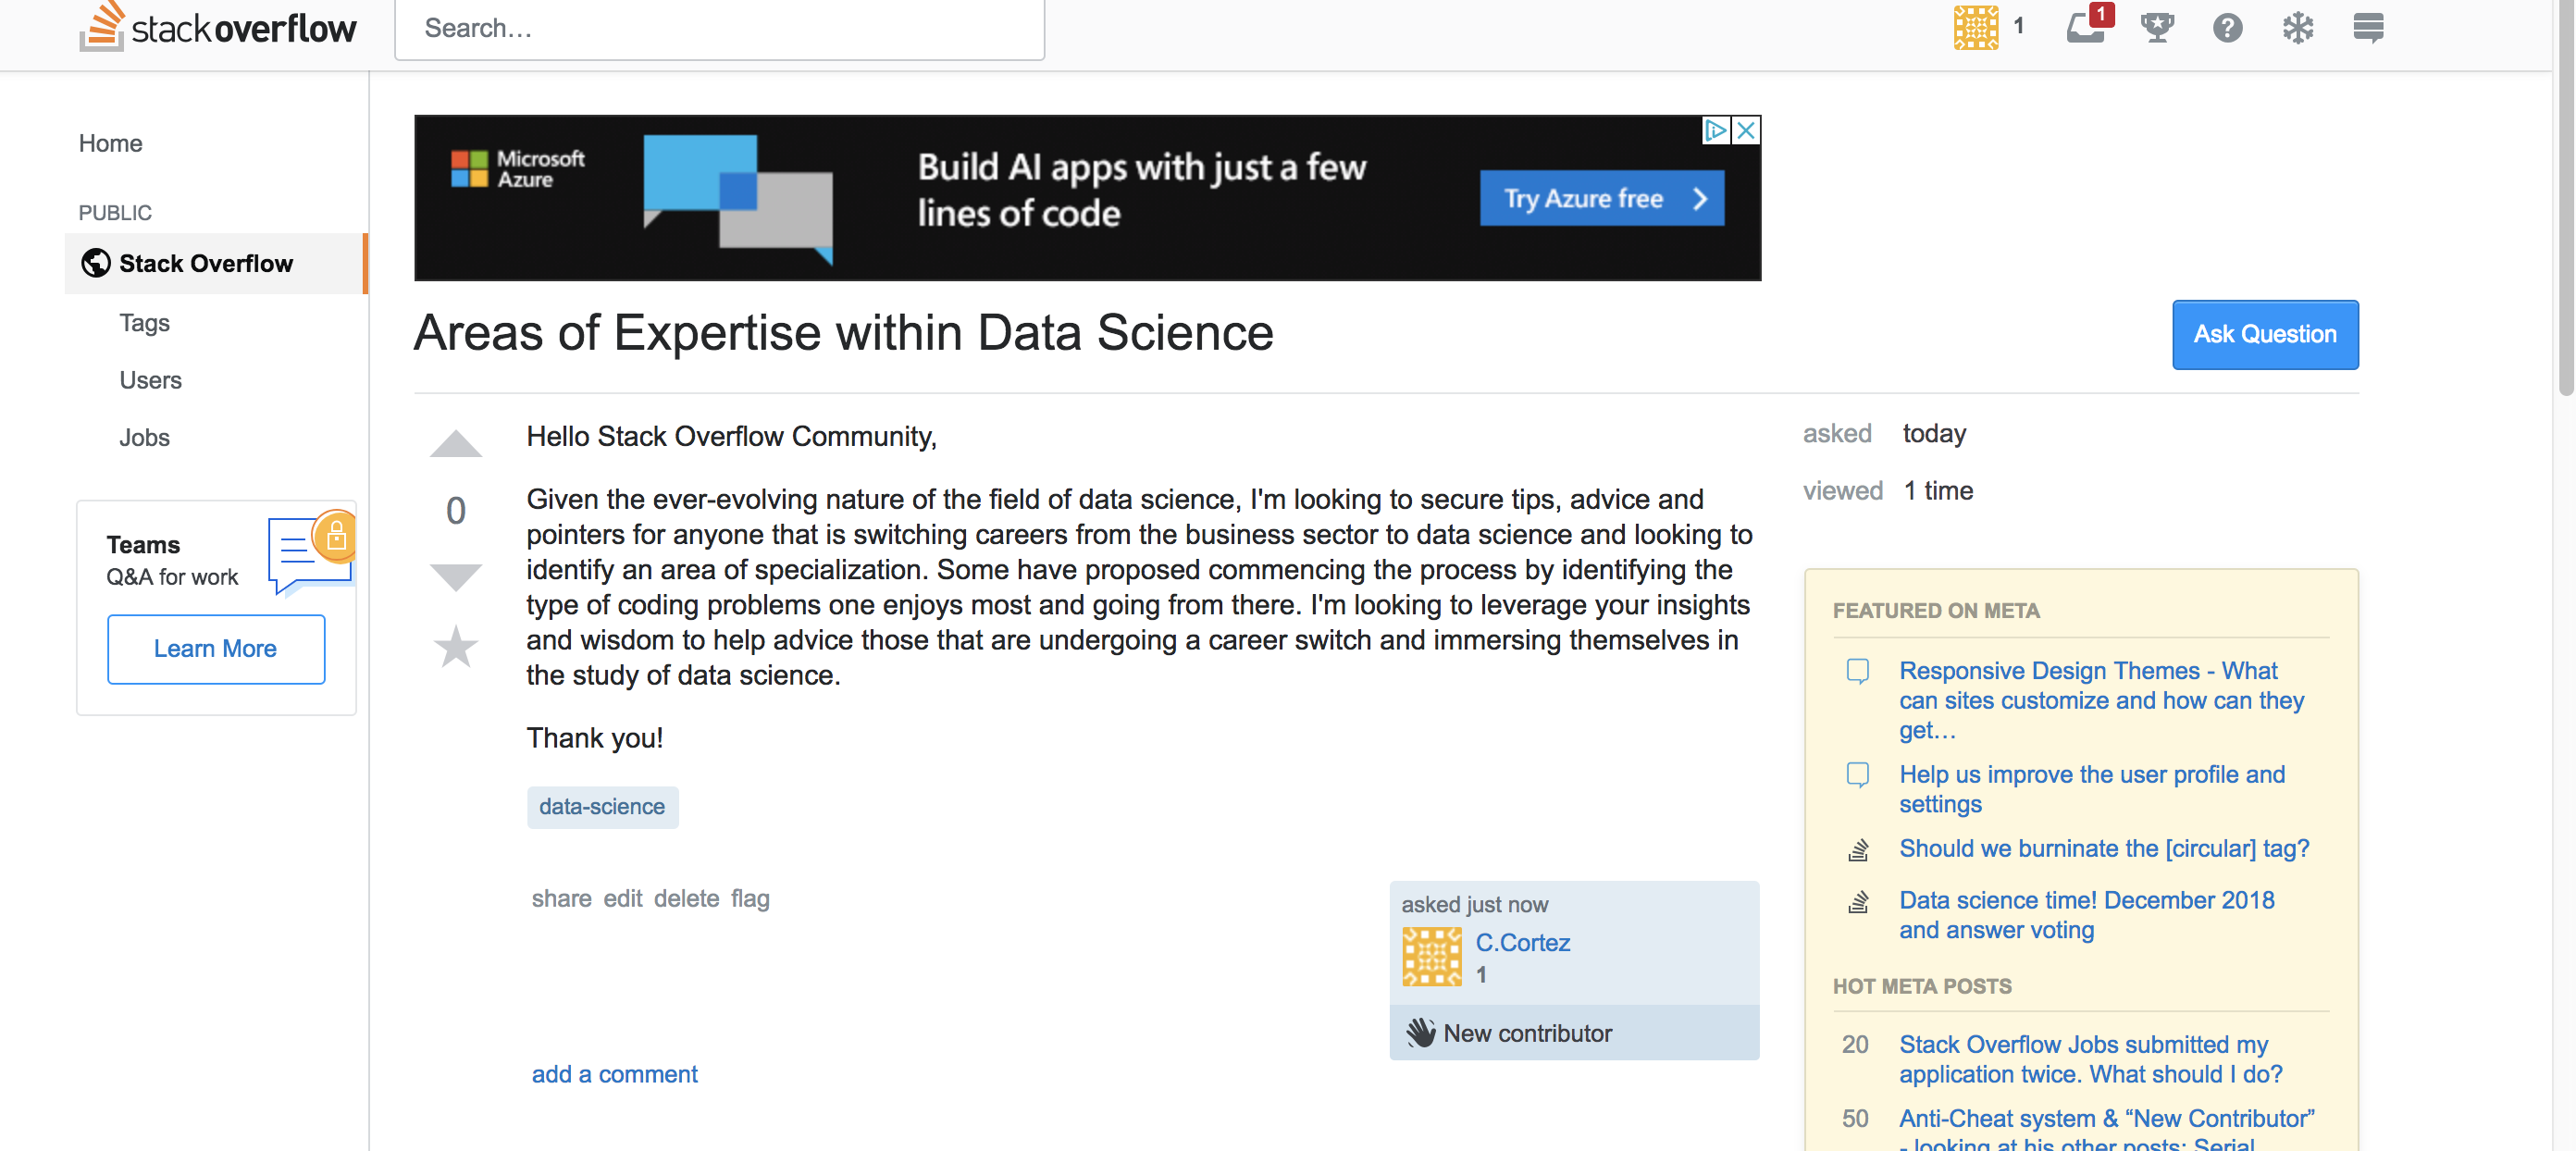 stackoverflow
Search…
1
1
Home
PUBLIC
Stack Overflow
Tags
Users
Jobs
Teams
Q&A for work
Learn More
Microsoft
Azure
Build AI apps with just a few
lines of code
Try Azure free
Areas of Expertise within Data Science
Ask Question
0
Hello Stack Overflow Community,
Given the ever-evolving nature of the field of data science, I'm looking to secure tips, advice and
pointers for anyone that is switching careers from the business sector to data science and looking to
identify an area of specialization. Some have proposed commencing the process by identifying the
type of coding problems one enjoys most and going from there. I'm looking to leverage your insights
and wisdom to help advice those that are undergoing a career switch and immersing themselves in
the study of data science.
Thank you!
data-science
share edit delete flag
asked just now
C.Cortez
1
New contributor
add a comment
asked today
viewed 1 time
FEATURED ON META
Responsive Design Themes - What
can sites customize and how can they
get…
Help us improve the user profile and
settings
Should we burninate the [circular] tag?
Data science time! December 2018
and answer voting
HOT META POSTS
20 Stack Overflow Jobs submitted my
application twice. What should I do?
50 Anti-Cheat system & “New Contributor”
- looking at his other posts: Serial